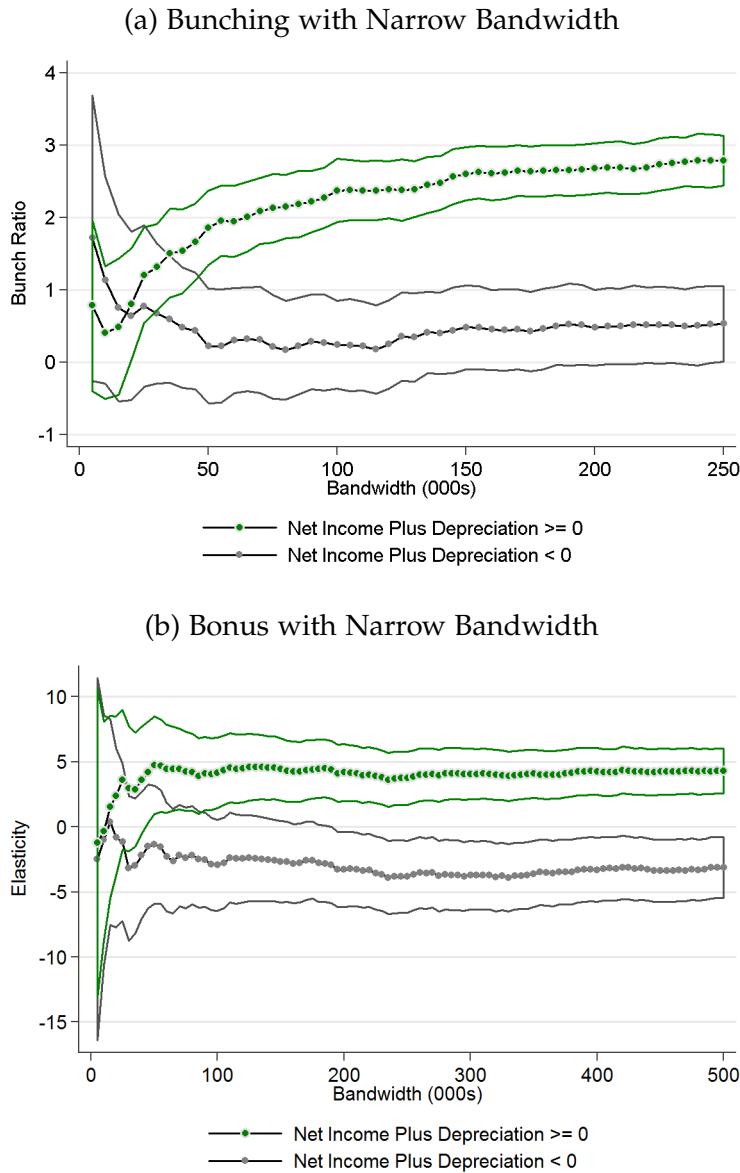 (a) Bunching with Narrow Bandwidth
4
3
2
1
0
-1
Bunch Ratio
0 50 100 150 200 250
Bandwidth (000s)
Net Income Plus Depreciation >= 0
Net Income Plus Depreciation < 0
(b) Bonus with Narrow Bandwidth
10
5
0
-5
-10
-15
Elasticity
0 100 200 300 400 500
Bandwidth (000s)
Net Income Plus Depreciation >= 0
Net Income Plus Depreciation < 0